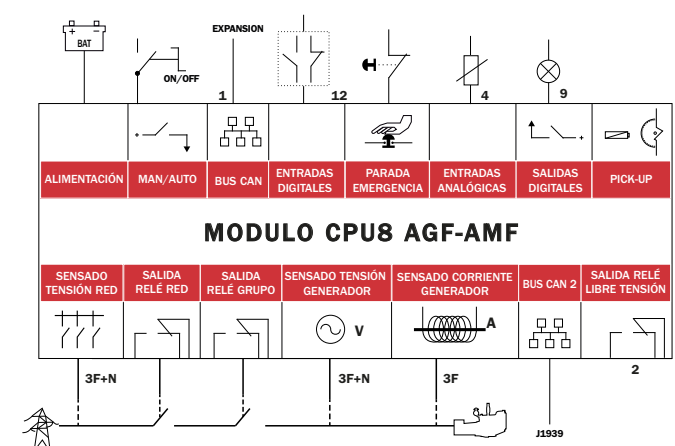 EXPANSION
BAT
+ -
ON/OFF
1
12
4
9
+
+
ALIMENTACIÓN
MAN/AUTO
BUS CAN
ENTRADAS
DIGITALES
PARADA
EMERGENCIA
ENTRADAS
ANALÓGICAS
SALIDAS
DIGITALES
PICK-UP
MODULO CPU8 AGF-AMF
SENSADO
TENSIÓN RED
SALIDA
RELÉ RED
SALIDA
RELÉ GRUPO
SENSADO TENSIÓN
GENERADOR
SENSADO CORRIENTE
GENERADOR
BUS CAN 2
SALIDA RELÉ
LIBRE TENSIÓN
V
A
3F+N
3F+N
3F
2
J1939